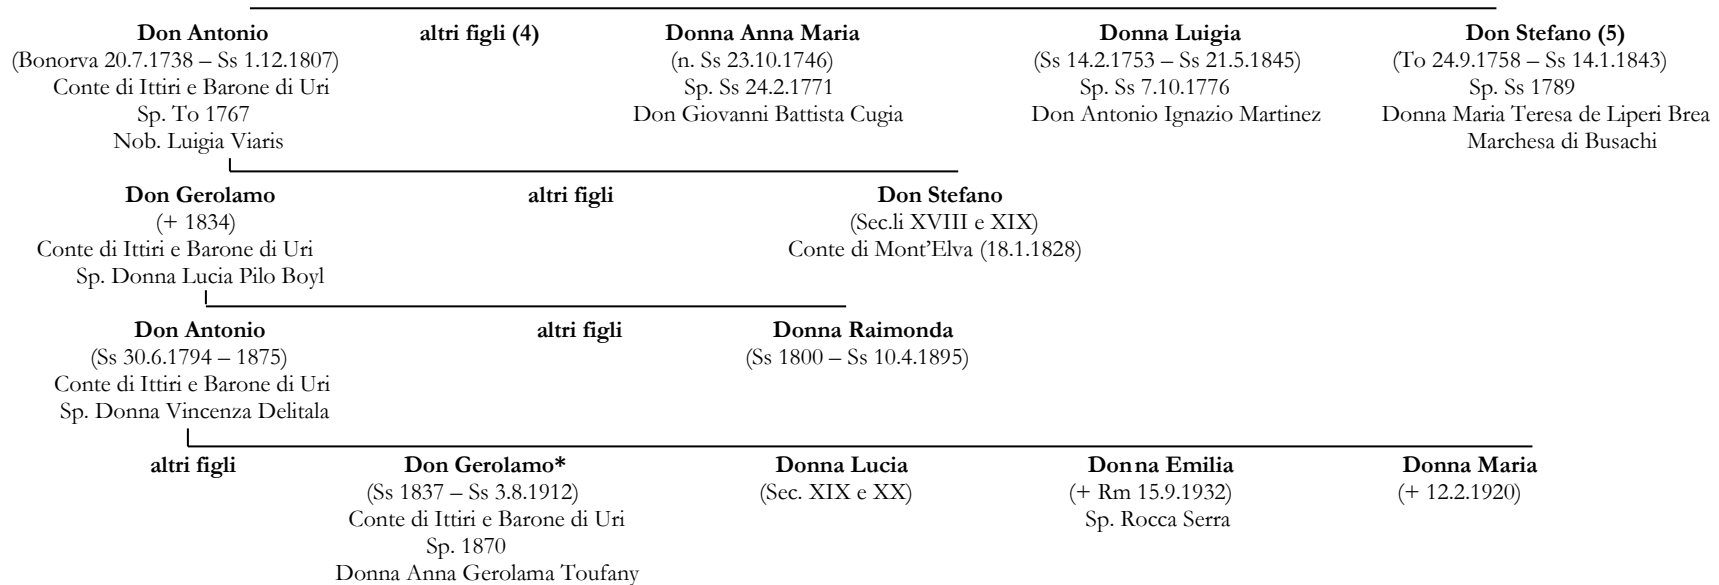 Don Antonio altri figli (4) Donna Anna Maria Donna Luigia Don Stefano (5)
(Bonorva 20.7.1738 – Ss 1.12.1807) (n. Ss 23.10.1746) (Ss 14.2.1753 – Ss 21.5.1845) (To 24.9.1758 – Ss 14.1.1843)
Conte di Ittiri e Barone di Uri Sp. Ss 24.2.1771 Sp. Ss 7.10.1776 Sp. Ss 1789
Sp. To 1767 Don Giovanni Battista Cugia Don Antonio Ignazio Martinez Donna Maria Teresa de Liperi Brea
Nob. Luigia Viaris Marchesa di Busachi
Don Gerolamo altri figli Don Stefano
(+ 1834) (Sec.li XVIII e XIX)
Conte di Ittiri e Barone di Uri Conte di Mont’Elva (18.1.1828)
Sp. Donna Lucia Pilo Boyl
Don Antonio altri figli Donna Raimonda
(Ss 30.6.1794 – 1875) (Ss 1800 – Ss 10.4.1895)
Conte di Ittiri e Barone di Uri
Sp. Donna Vincenza Delitala
altri figli Don Gerolamo* Donna Lucia Donna Emilia Donna Maria
(Ss 1837 – Ss 3.8.1912) (Sec. XIX e XX) (+ Rm 15.9.1932) (+ 12.2.1920)
Conte di Ittiri e Barone di Uri Sp. Rocca Serra
Sp. 1870
Donna Anna Gerolama Toufany